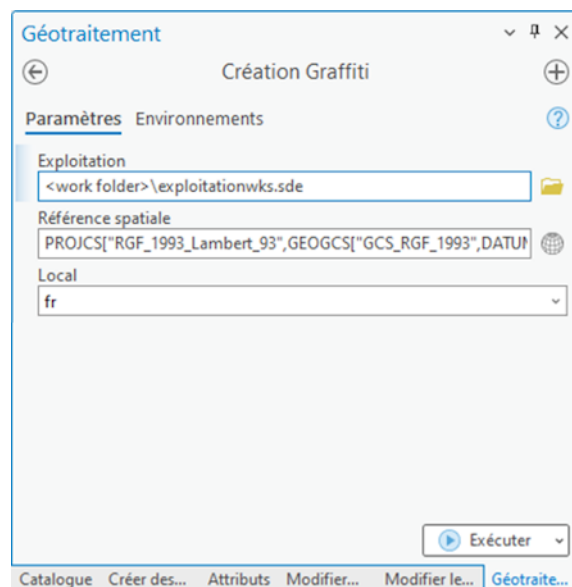 Géotraitement
Création Graffiti
Paramètres Environnements
Exploitation
<work folder>\exploitationwks.sde
Référence spatiale
PROJCS["RGF_1993_Lambert_93",GEOGCS["GCS_RGF_1993",DATUM
Local
fr
Exécuter
Catalogue Créer des... Attributs Modifier... Modifier le... Géotraite...